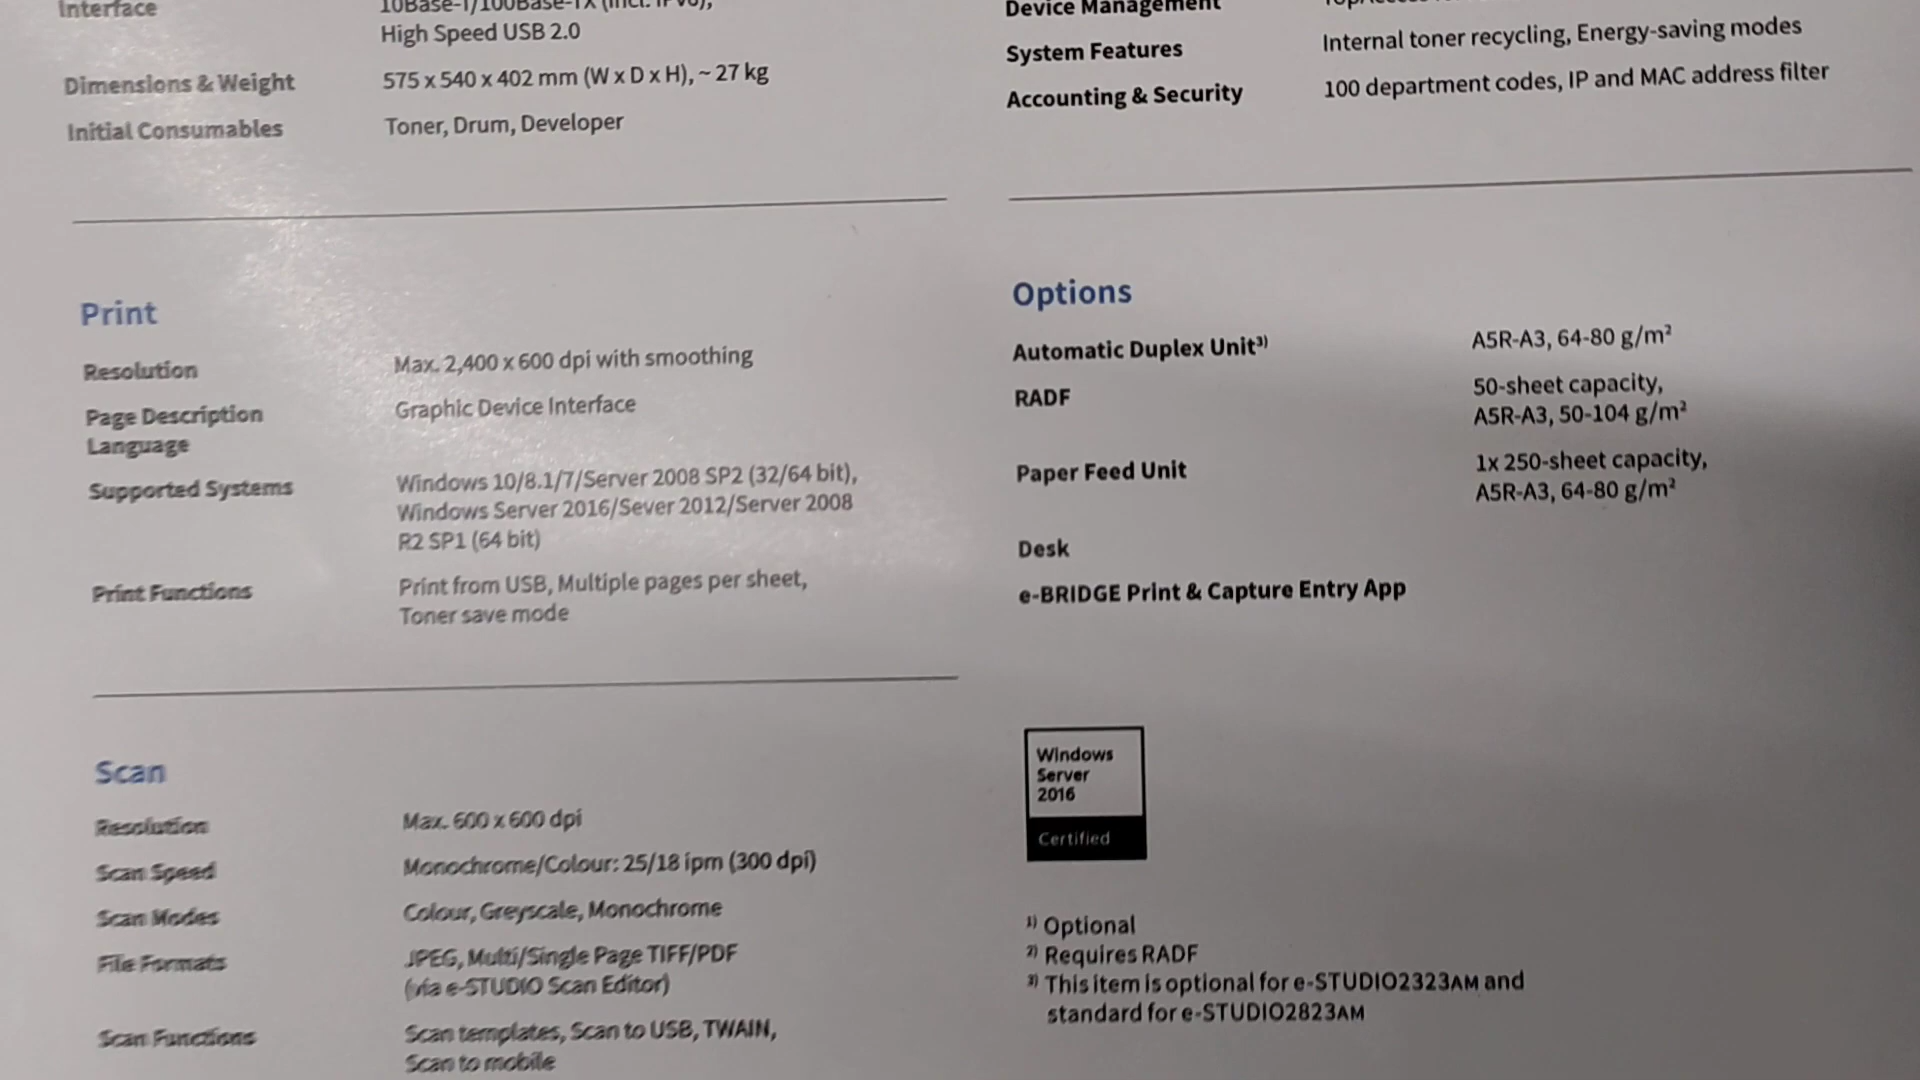 Interface
High Speed USB 2.0
Dimensions & Weight 575 x 540 x 402 mm (W x D x H), ~ 27 kg
Initial Consumables Toner, Drum, Developer
Print
Resolution Max. 2,400 x 600 dpi with smoothing
Page Description Graphic Device Interface
Language
Supported Systems Windows 10/8.1/7/Server 2008 SP2 (32/64 bit),
Windows Server 2016/Sever 2012/Server 2008
R2 SP1 (64 bit)
Print Functions Print from USB, Multiple pages per sheet,
Toner save mode
Scan
Resolution Max. 600 x 600 dpi
Scan Speed Monochrome/Colour: 25/18 ipm (300 dpi)
Scan Modes Colour, Greyscale, Monochrome
File Formats JPEG, Multi/Single Page TIFF/PDF
(via e-STUDIO Scan Editor)
Scan Functions Scan templates, Scan to USB, TWAIN,
Scan to mobile
Device Management
System Features Internal toner recycling, Energy-saving modes
Accounting & Security 100 department codes, IP and MAC address filter
Options
Automatic Duplex Unit³⁾ A5R-A3, 64-80 g/m²
RADF 50-sheet capacity,
A5R-A3, 50-104 g/m²
Paper Feed Unit 1x 250-sheet capacity,
A5R-A3, 64-80 g/m²
Desk
e-BRIDGE Print & Capture Entry App
Windows
Server
2016
Certified
¹⁾ Optional
²⁾ Requires RADF
³⁾ This item is optional for e-STUDIO2323AM and
standard for e-STUDIO2823AM